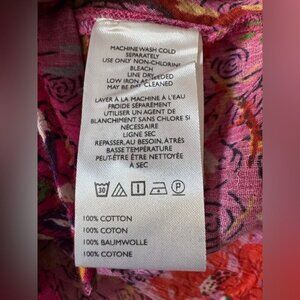 MACHINE WASH COLD
SEPARATELY
USE ONLY NON-CHLORINE
BLEACH
LINE DRY
LOW IRON AS NEEDED
MAY BE DRY CLEANED
LAVER À LA MACHINE À L'EAU
FROIDE SÉPARÉMENT
UTILISER UN AGENT DE
BLANCHIMENT SANS CHLORE SI
NÉCESSAIRE
LIGNE SEC
REPASSER, AU BESOIN, À TRÈS
BASSE TEMPÉRATURE
PEUT-ÊTRE ÊTRE NETTOYÉE
À SEC
30
P
100% COTTON
100% COTON
100% BAUMWOLLE
100% COTONE